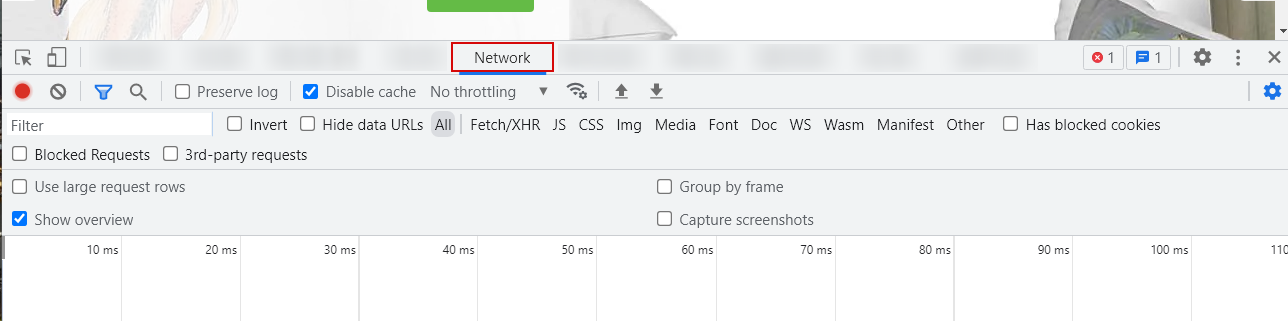 Network 1 1
Preserve log Disable cache No throttling
Filter Invert Hide data URLs All Fetch/XHR JS CSS Img Media Font Doc WS Wasm Manifest Other Has blocked cookies
Blocked Requests 3rd-party requests
Use large request rows Group by frame
Show overview Capture screenshots
10 ms 20 ms 30 ms 40 ms 50 ms 60 ms 70 ms 80 ms 90 ms 100 ms 110